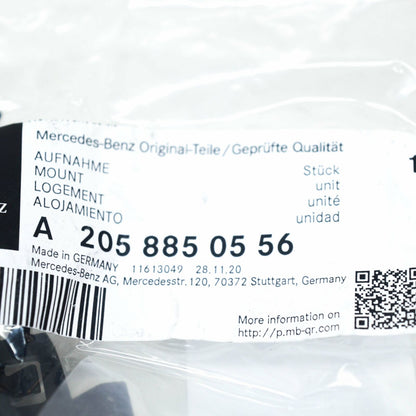 Mercedes-Benz Original-Teile / Geprüfte Qualität
AUFNAHME Stück 1
MOUNT unit
LOGEMENT unité
ALOJAMIENTO unidad
z
A 205 885 05 56
Made in GERMANY 11613049 28.11.20
Mercedes-Benz AG, Mercedesstr.120, 70372 Stuttgart, Germany
More information on
http://p.mb-qr.com/